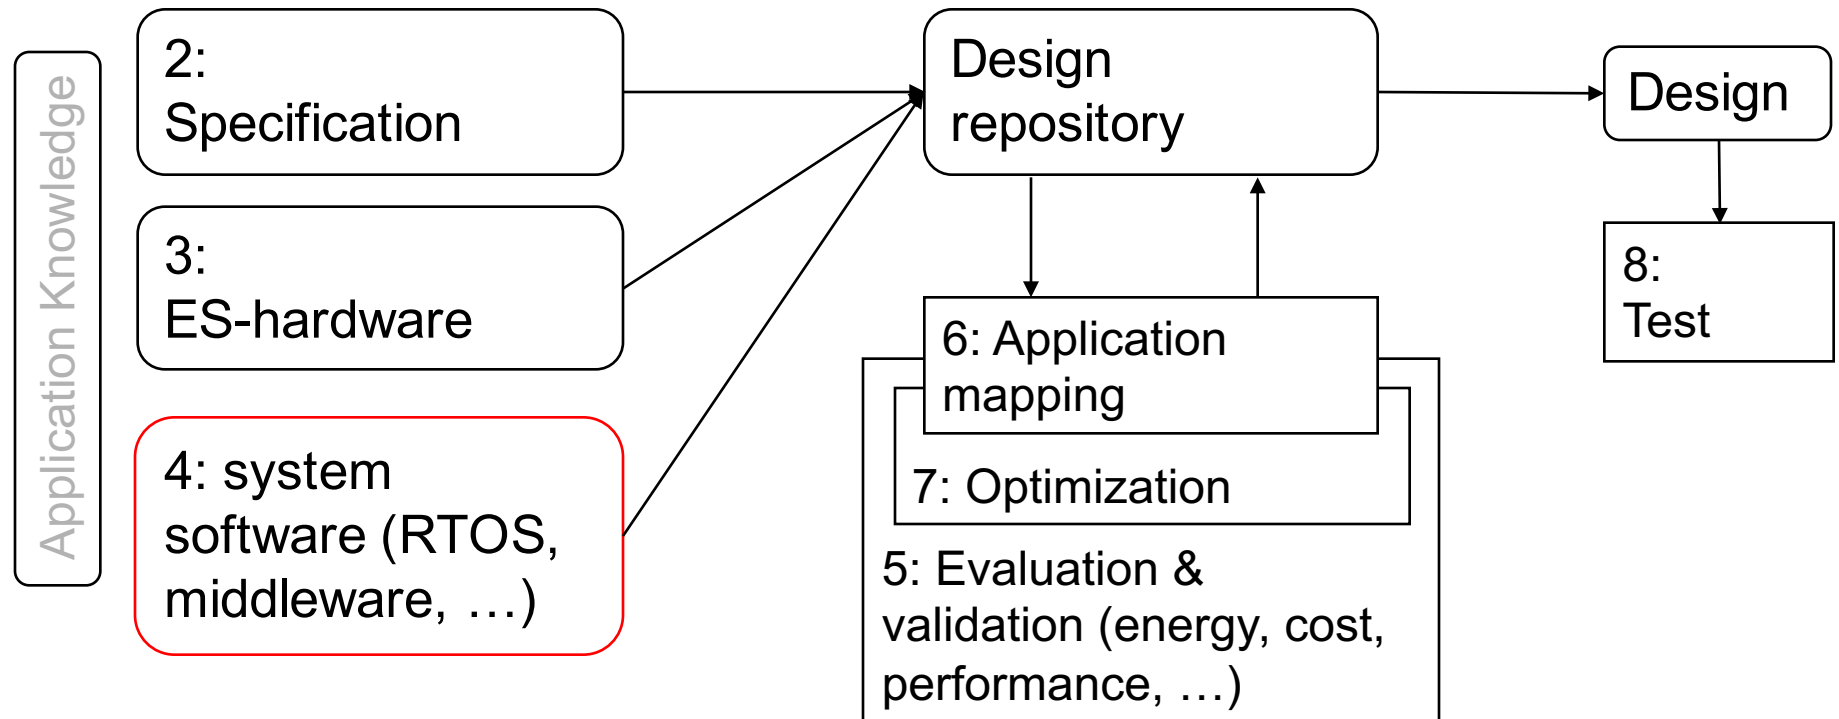 Application Knowledge
2:
Specification
3:
ES-hardware
4: system
software (RTOS,
middleware, …)
Design
repository
6: Application
mapping
7: Optimization
5: Evaluation &
validation (energy, cost,
performance, …)
Design
8:
Test